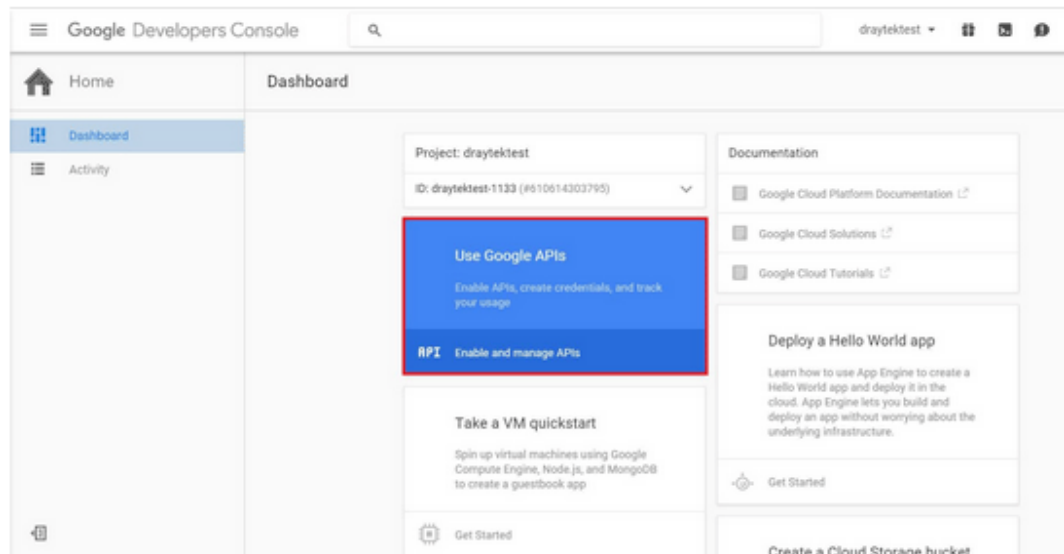 Google Developers Console
draytektest
Home
Dashboard
Dashboard
Activity
Project: draytektest
ID: draytektest-1133 (#610614303795)
Use Google APIs
Enable APIs, create credentials, and track
your usage
API Enable and manage APIs
Take a VM quickstart
Spin up virtual machines using Google
Compute Engine, Node.js, and MongoDB
to create a guestbook app
Get Started
Documentation
Google Cloud Platform Documentation
Google Cloud Solutions
Google Cloud Tutorials
Deploy a Hello World app
Learn how to use App Engine to create a
Hello World app and deploy it in the
cloud. App Engine lets you build and
deploy an app without worrying about the
underlying infrastructure.
Get Started
Create a Cloud Storage bucket